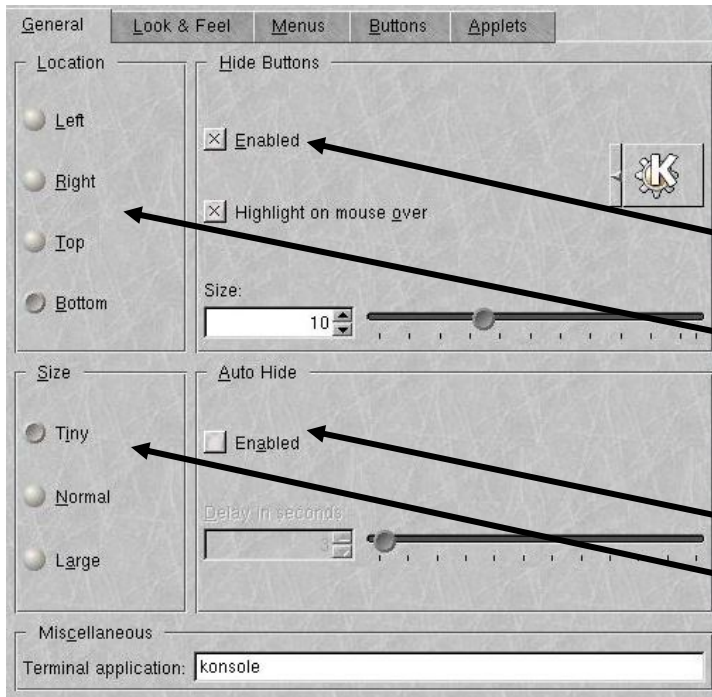 General Look & Feel Menus Buttons Applets
Location
Left
Right
Top
Bottom
Hide Buttons
Enabled
Highlight on mouse over
Size:
10
K
Size
Tiny
Normal
Large
Auto Hide
Enabled
Delay in seconds
3
Miscellaneous
Terminal application: konsole